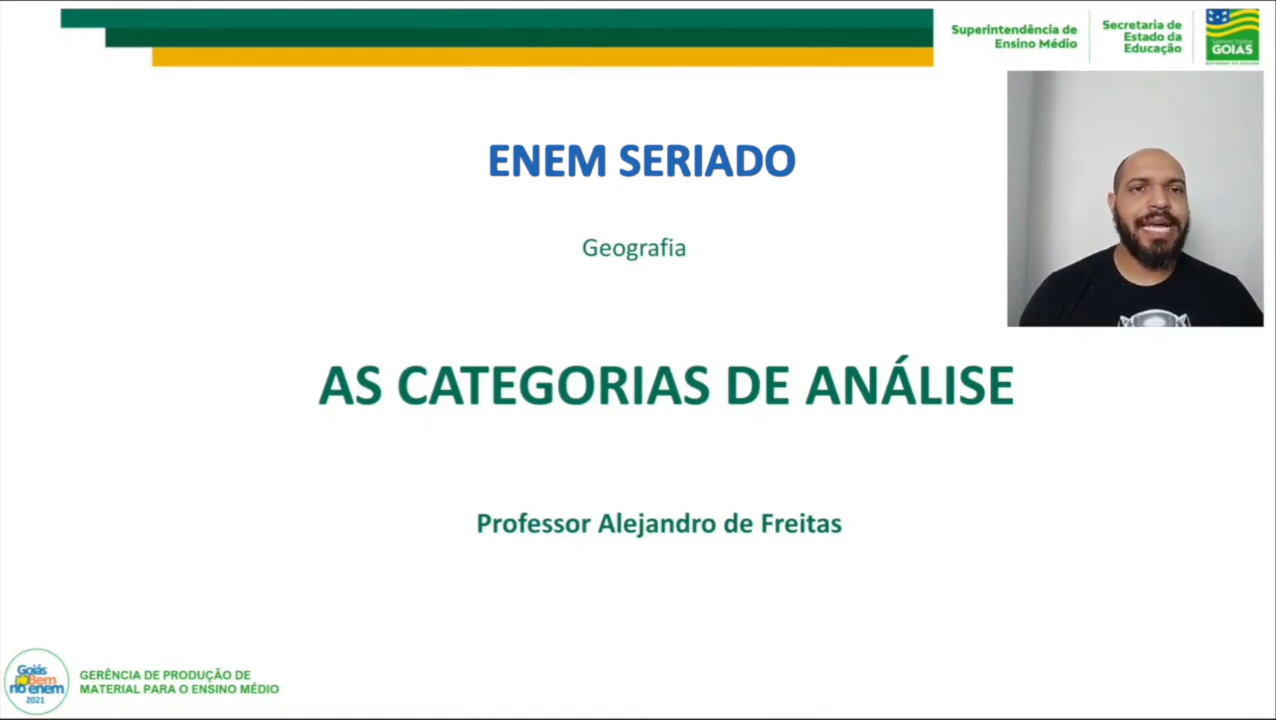 Superintendência de
Ensino Médio
Secretaria de
Estado da
Educação
GOIÁS
ENEM SERIADO
Geografia
AS CATEGORIAS DE ANÁLISE
Professor Alejandro de Freitas
Goiás
Bem
no enem
2021
GERÊNCIA DE PRODUÇÃO DE
MATERIAL PARA O ENSINO MÉDIO